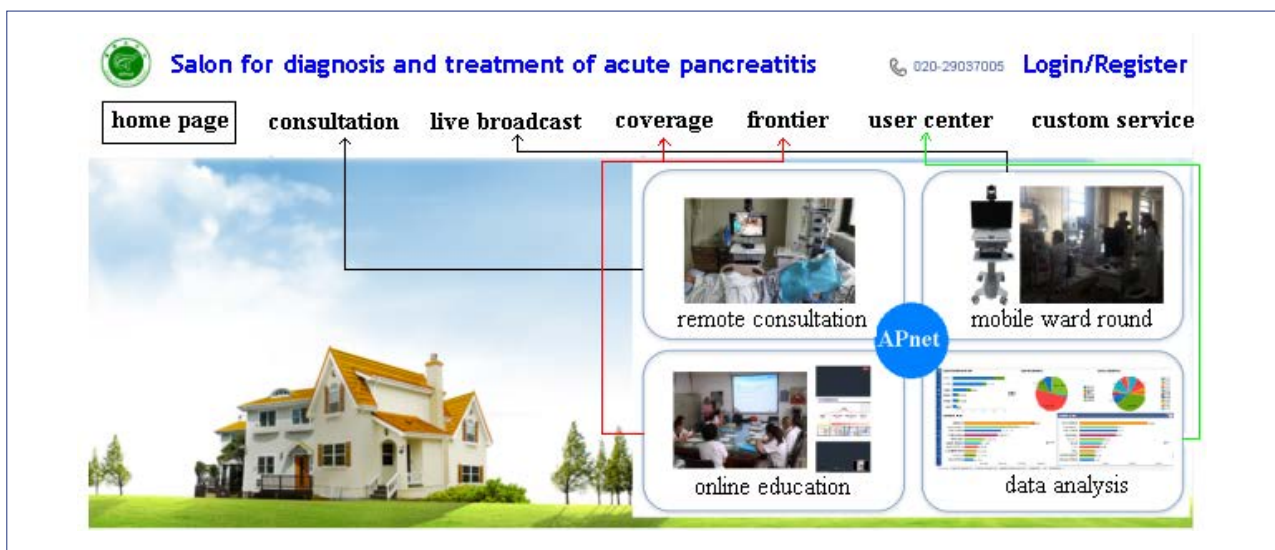 Salon for diagnosis and treatment of acute pancreatitis
020-29037005
Login/Register
home page
consultation
live broadcast
coverage
frontier
user center
custom service
remote consultation
mobile ward round
APnet
online education
data analysis